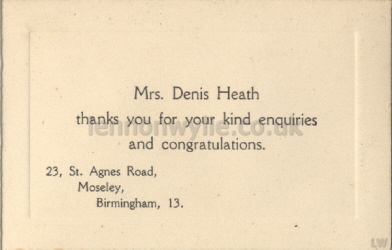 Mrs. Denis Heath
thanks you for your kind enquiries
lennonwylie.co.uk
and congratulations.
23, St. Agnes Road,
Moseley,
Birmingham, 13.
LW